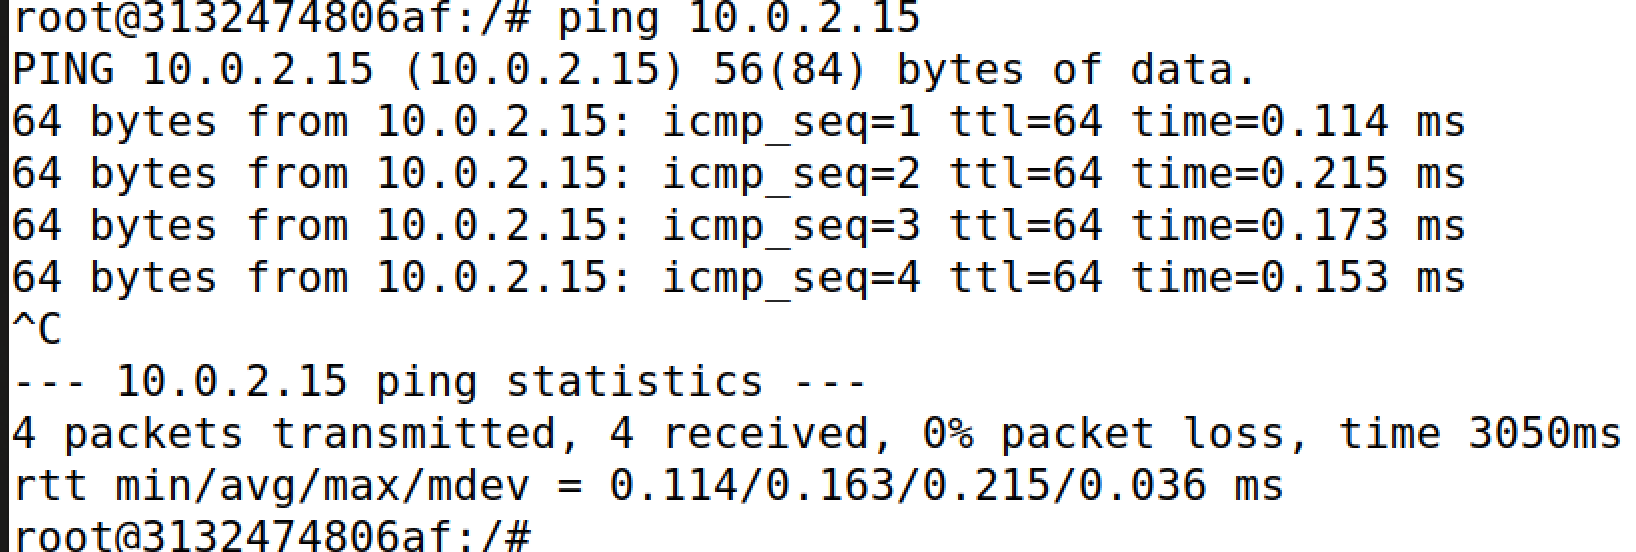 root@3132474806af:/# ping 10.0.2.15
PING 10.0.2.15 (10.0.2.15) 56(84) bytes of data.
64 bytes from 10.0.2.15: icmp_seq=1 ttl=64 time=0.114 ms
64 bytes from 10.0.2.15: icmp_seq=2 ttl=64 time=0.215 ms
64 bytes from 10.0.2.15: icmp_seq=3 ttl=64 time=0.173 ms
64 bytes from 10.0.2.15: icmp_seq=4 ttl=64 time=0.153 ms
^C
--- 10.0.2.15 ping statistics ---
4 packets transmitted, 4 received, 0% packet loss, time 3050ms
rtt min/avg/max/mdev = 0.114/0.163/0.215/0.036 ms
root@3132474806af:/#